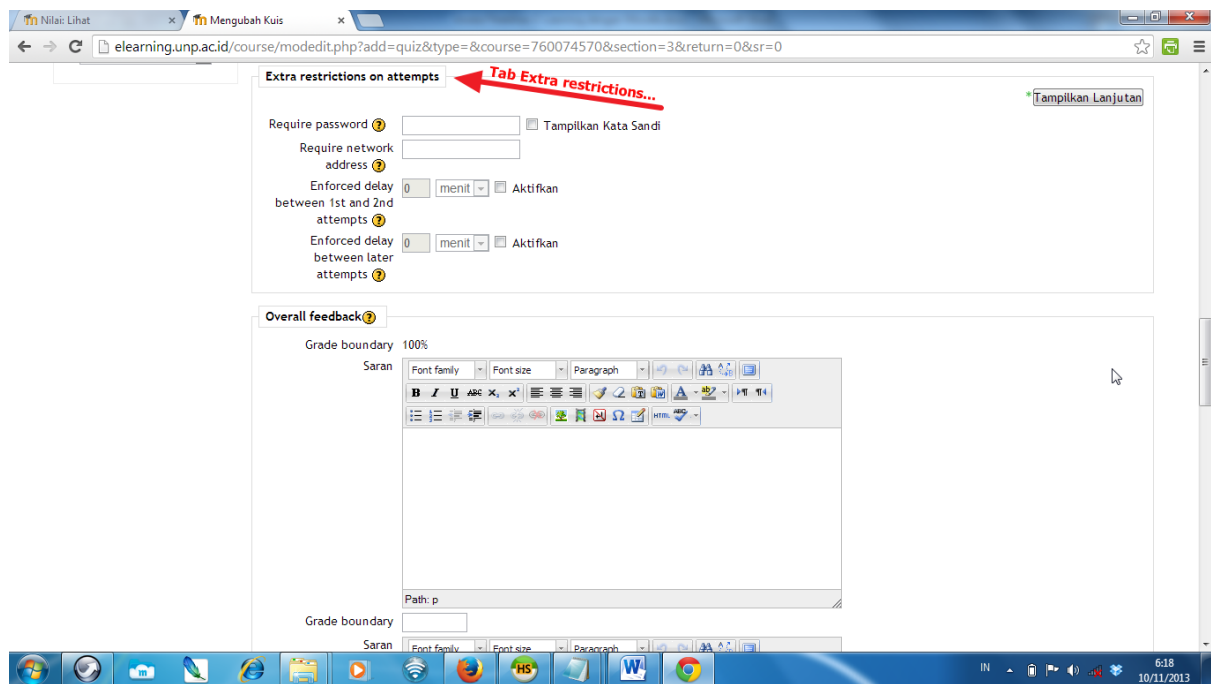 Nilai: Lihat
Mengubah Kuis
elearning.unp.ac.id/course/modedit.php?add=quiz&type=&course=760074570&section=3&return=0&sr=0
Extra restrictions on attempts
Tab Extra restrictions...
*Tampilkan Lanjutan
Require password
Tampilkan Kata Sandi
Require network
address
Enforced delay
between 1st and 2nd
attempts
0 menit Aktifkan
Enforced delay
between later
attempts
0 menit Aktifkan
Overall feedback
Grade boundary 100%
Saran
Font family Font size Paragraph
B I U ABC X, x²
HTML
Path: p
Grade boundary
Saran
Font family Font size Paragraph
m
HS
W
IN
6:18
10/11/2013